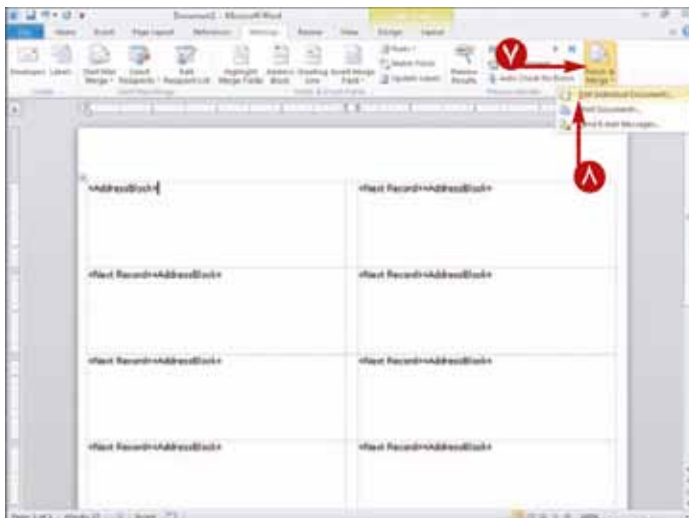 Document2 - Microsoft Word
File Home Insert Page Layout References Mailings Review View Design Layout
Envelopes Labels Start Mail Merge Select Recipients Edit Recipient List Highlight Merge Fields Address Block Greeting Line Insert Merge Field Rules Match Fields Update Labels Preview Results Auto Check for Errors Finish & Merge
٧
Edit Individual Documents...
Print Documents...
Send E-mail Messages...
٨
«AddressBlock» «Next Record»«AddressBlock»
«Next Record»«AddressBlock» «Next Record»«AddressBlock»
«Next Record»«AddressBlock» «Next Record»«AddressBlock»
«Next Record»«AddressBlock» «Next Record»«AddressBlock»